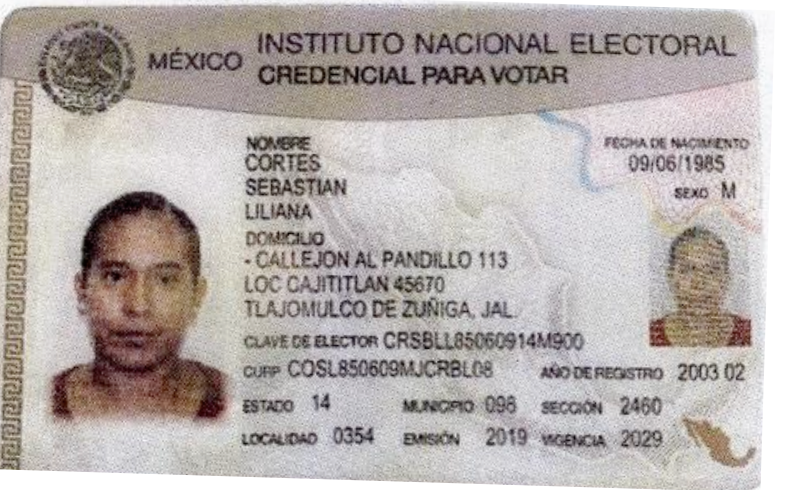 MÉXICO INSTITUTO NACIONAL ELECTORAL
CREDENCIAL PARA VOTAR
NOMBRE
CORTES
SEBASTIAN
LILIANA
FECHA DE NACIMIENTO
09/06/1985
SEXO M
DOMICILIO
- CALLEJON AL PANDILLO 113
LOC CAJITITLAN 45670
TLAJOMULCO DE ZUÑIGA, JAL.
CLAVE DE ELECTOR CRSBLL85060914M900
CURP COSL850609MJCRBL08 AÑO DE REGISTRO 2003 02
ESTADO 14 MUNICIPIO 098 SECCIÓN 2460
LOCALIDAD 0354 EMISIÓN 2019 VIGENCIA 2029